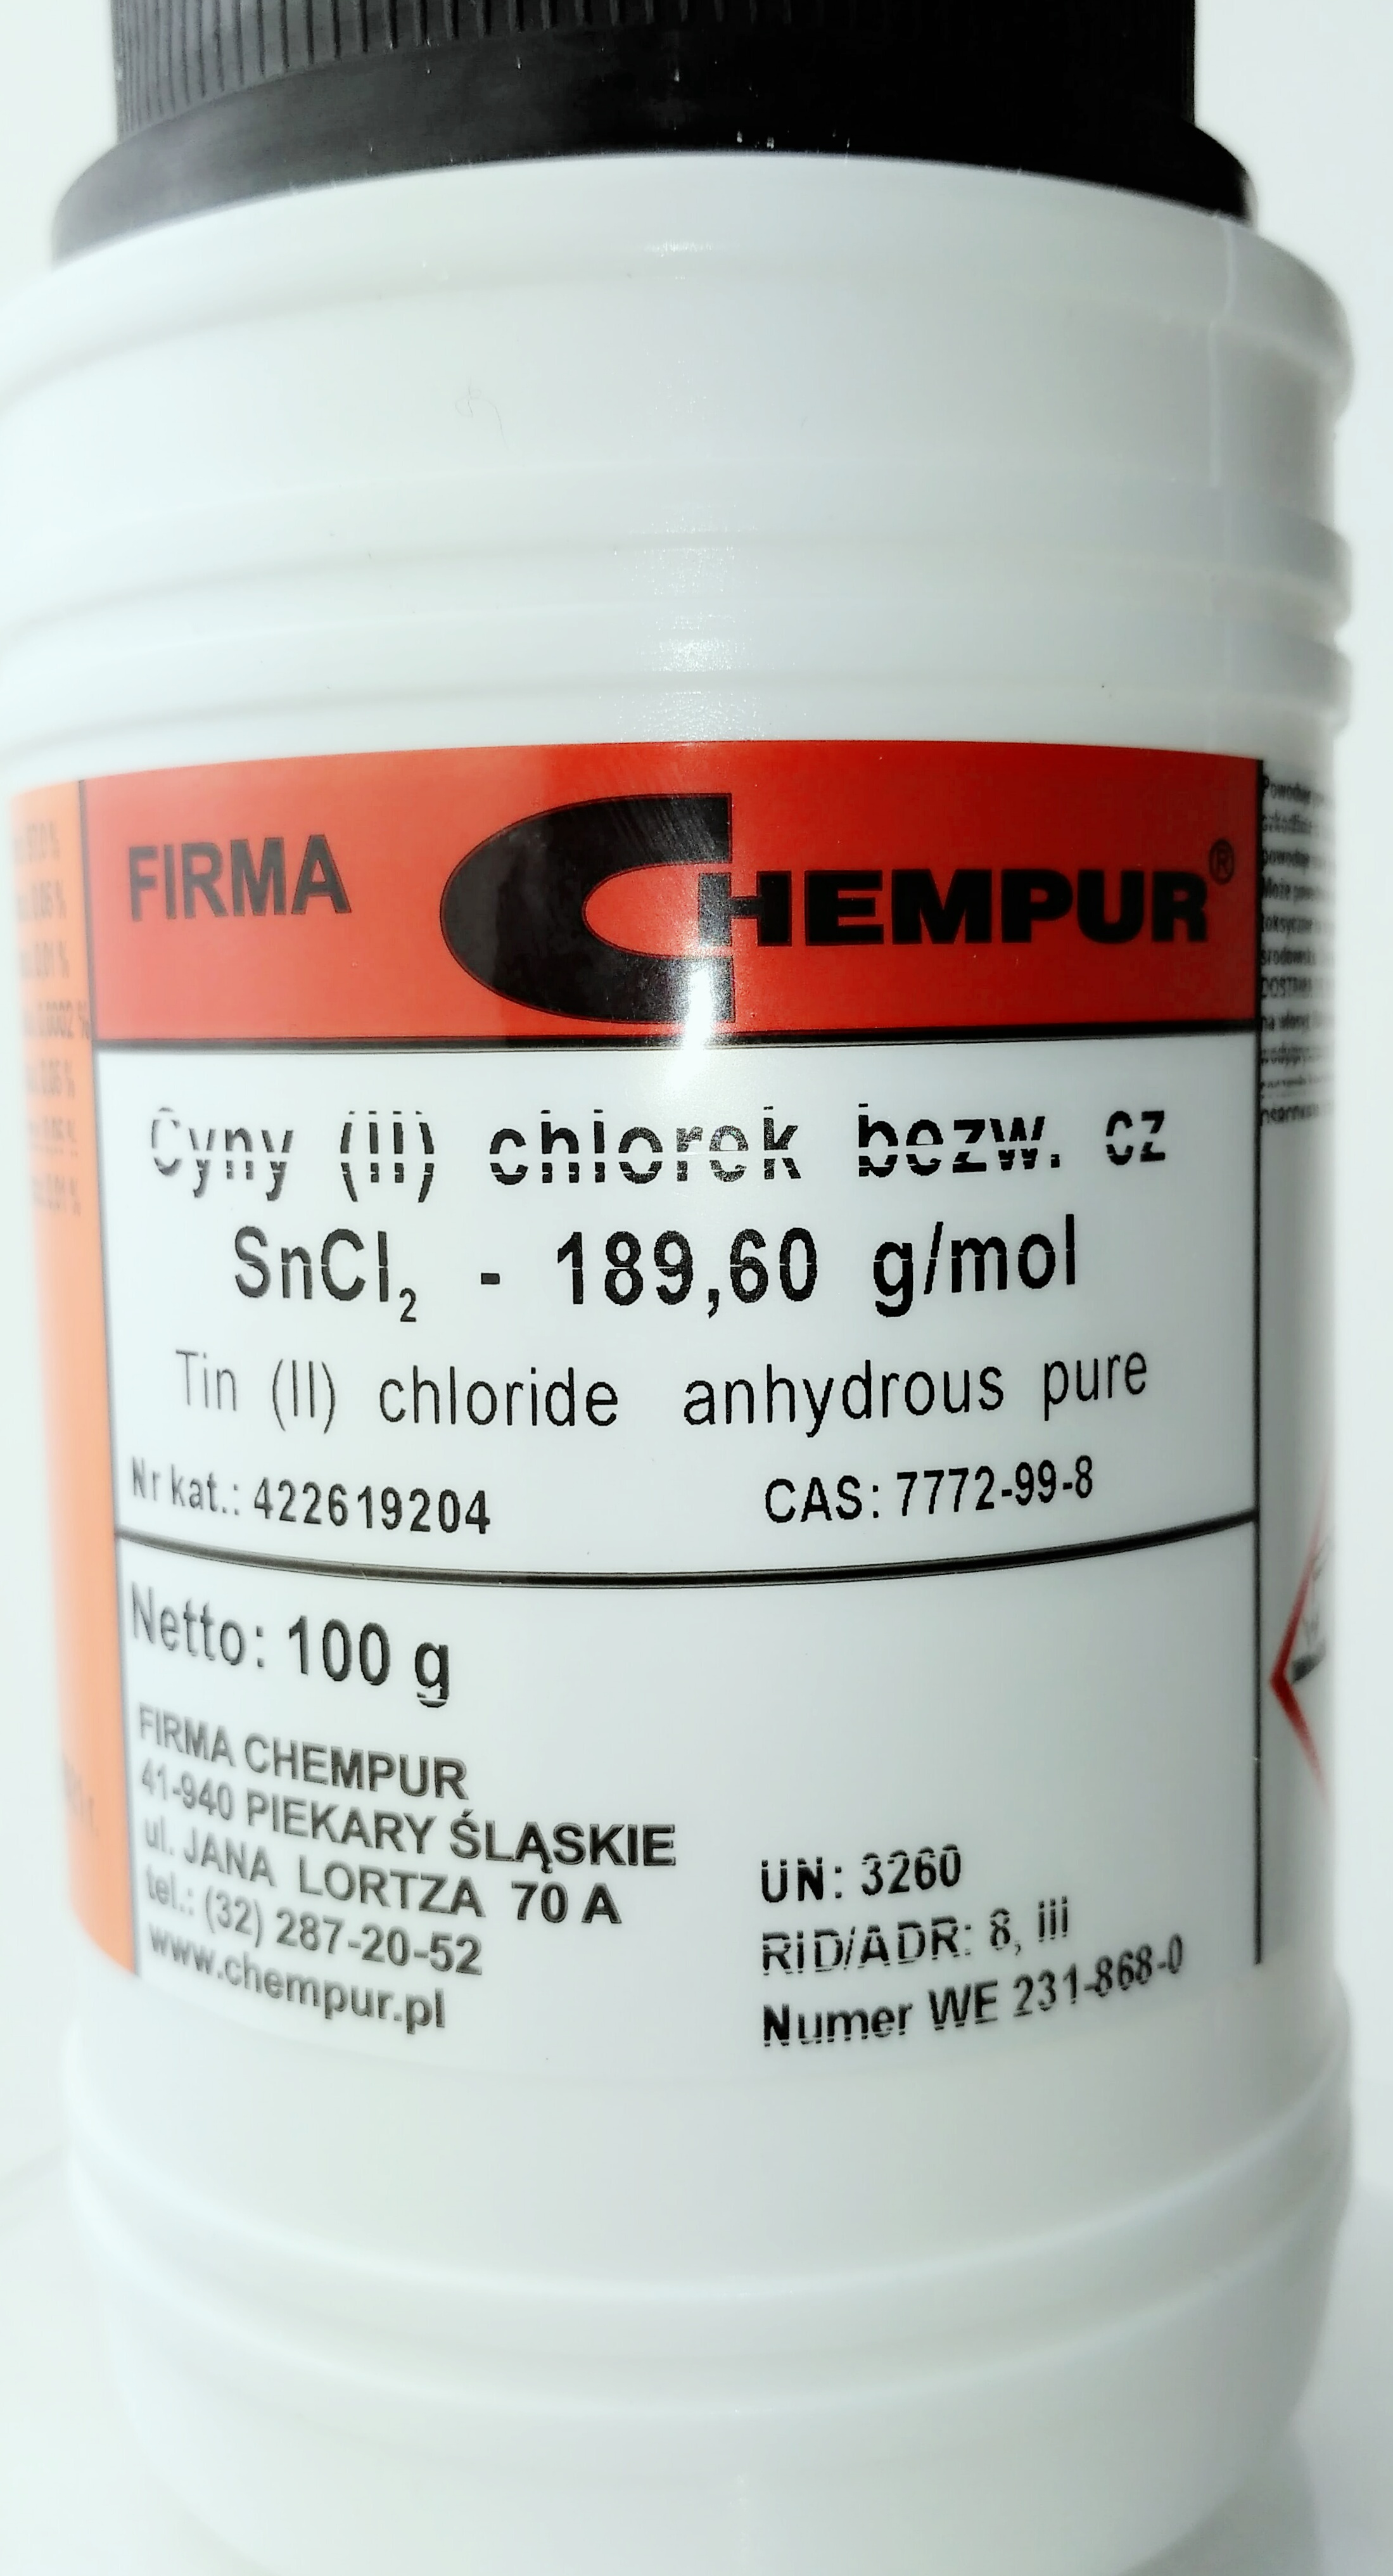 FIRMA CHEMPUR®
Cyny (II) chlorek bezw. cz
SnCl₂ - 189,60 g/mol
Tin (II) chloride anhydrous pure
Nr kat.: 422619204 CAS: 7772-99-8
Netto: 100 g
FIRMA CHEMPUR
41-940 PIEKARY ŚLĄSKIE
ul. JANA LORTZA 70 A
tel.: (32) 287-20-52
www.chempur.pl
UN: 3260
RID/ADR: 8, III
Numer WE 231-868-0